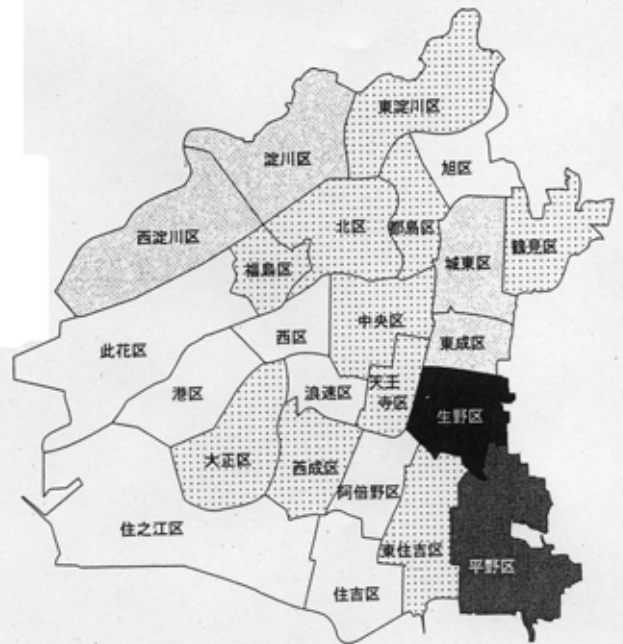 東淀川区
淀川区
旭区
西淀川区
北区
都島区
鶴見区
城東区
福島区
中央区
西区
東成区
此花区
天王
寺区
浪速区
港区
生野区
大正区
西成区
阿倍野区
住之江区
東住吉区
平野区
住吉区